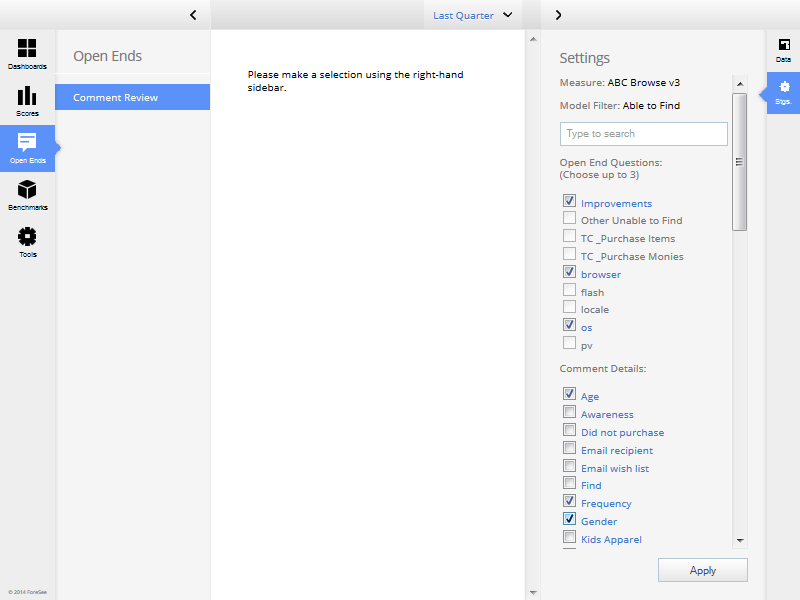 Last Quarter
Dashboards
Scores
Open Ends
Benchmarks
Tools
© 2014 ForeSee
Open Ends
Comment Review
Please make a selection using the right-hand
sidebar.
Settings
Measure: ABC Browse v3
Model Filter: Able to Find
Type to search
Open End Questions:
(Choose up to 3)
Improvements
Other Unable to Find
TC _Purchase Items
TC _Purchase Monies
browser
flash
locale
os
pv
Comment Details:
Age
Awareness
Did not purchase
Email recipient
Email wish list
Find
Frequency
Gender
Kids Apparel
Apply
Data
Stgs.